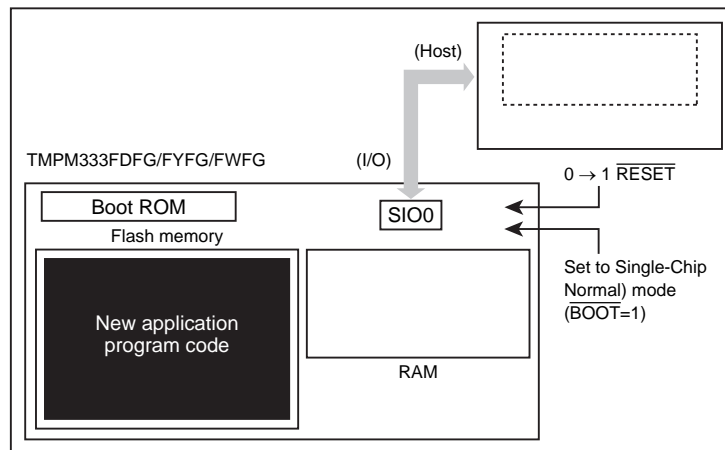 (Host)
TMPM333FDFG/FYFG/FWFG
(I/O)
0 → 1 RESET
Boot ROM
SIO0
Flash memory
Set to Single-Chip
Normal) mode
(BOOT=1)
New application
program code
RAM